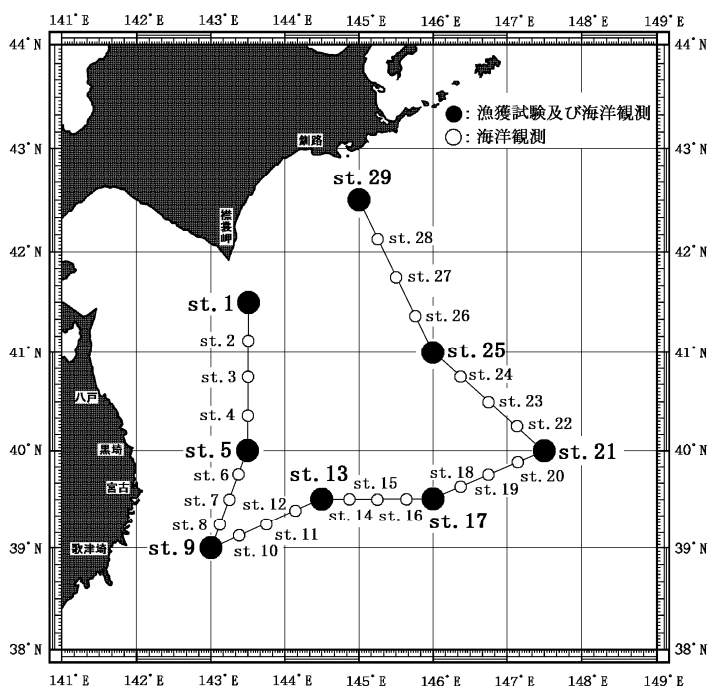 141°E 142°E 143°E 144°E 145°E 146°E 147°E 148°E 149°E
44°N 44°N
●: 漁獲試験及び海洋観測
○: 海洋観測
釧路
43°N 43°N
st. 29
襟裳岬
st. 28
42°N 42°N
st. 27
st. 1
st. 26
st. 2
41°N st. 25 41°N
st. 3 st. 24
八戸
st. 23
st. 4
st. 22
黒埼 st. 5 st. 21
40°N 40°N
st. 6 st. 13 st. 15 st. 18 st. 20
宮古
st. 7 st. 12 st. 19
st. 8 st. 14 st. 16 st. 17
st. 11
歌津埼 st. 9 st. 10
39°N 39°N
38°N 38°N
141°E 142°E 143°E 144°E 145°E 146°E 147°E 148°E 149°E